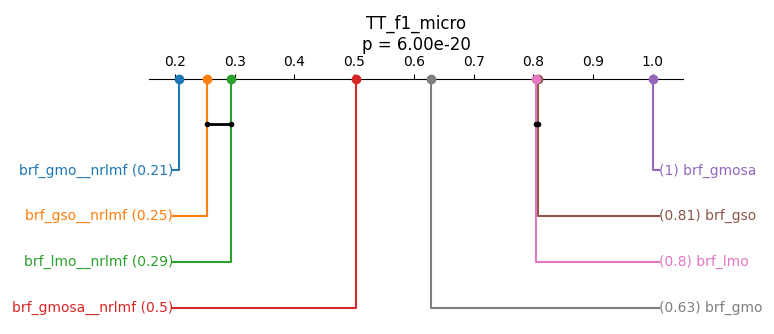 TT_f1_micro
p = 6.00e-20
0.2 0.3 0.4 0.5 0.6 0.7 0.8 0.9 1.0
brf_gmo__nrlmf (0.21) (1) brf_gmosa
brf_gso__nrlmf (0.25) (0.81) brf_gso
brf_lmo__nrlmf (0.29) (0.8) brf_lmo
brf_gmosa__nrlmf (0.5) (0.63) brf_gmo